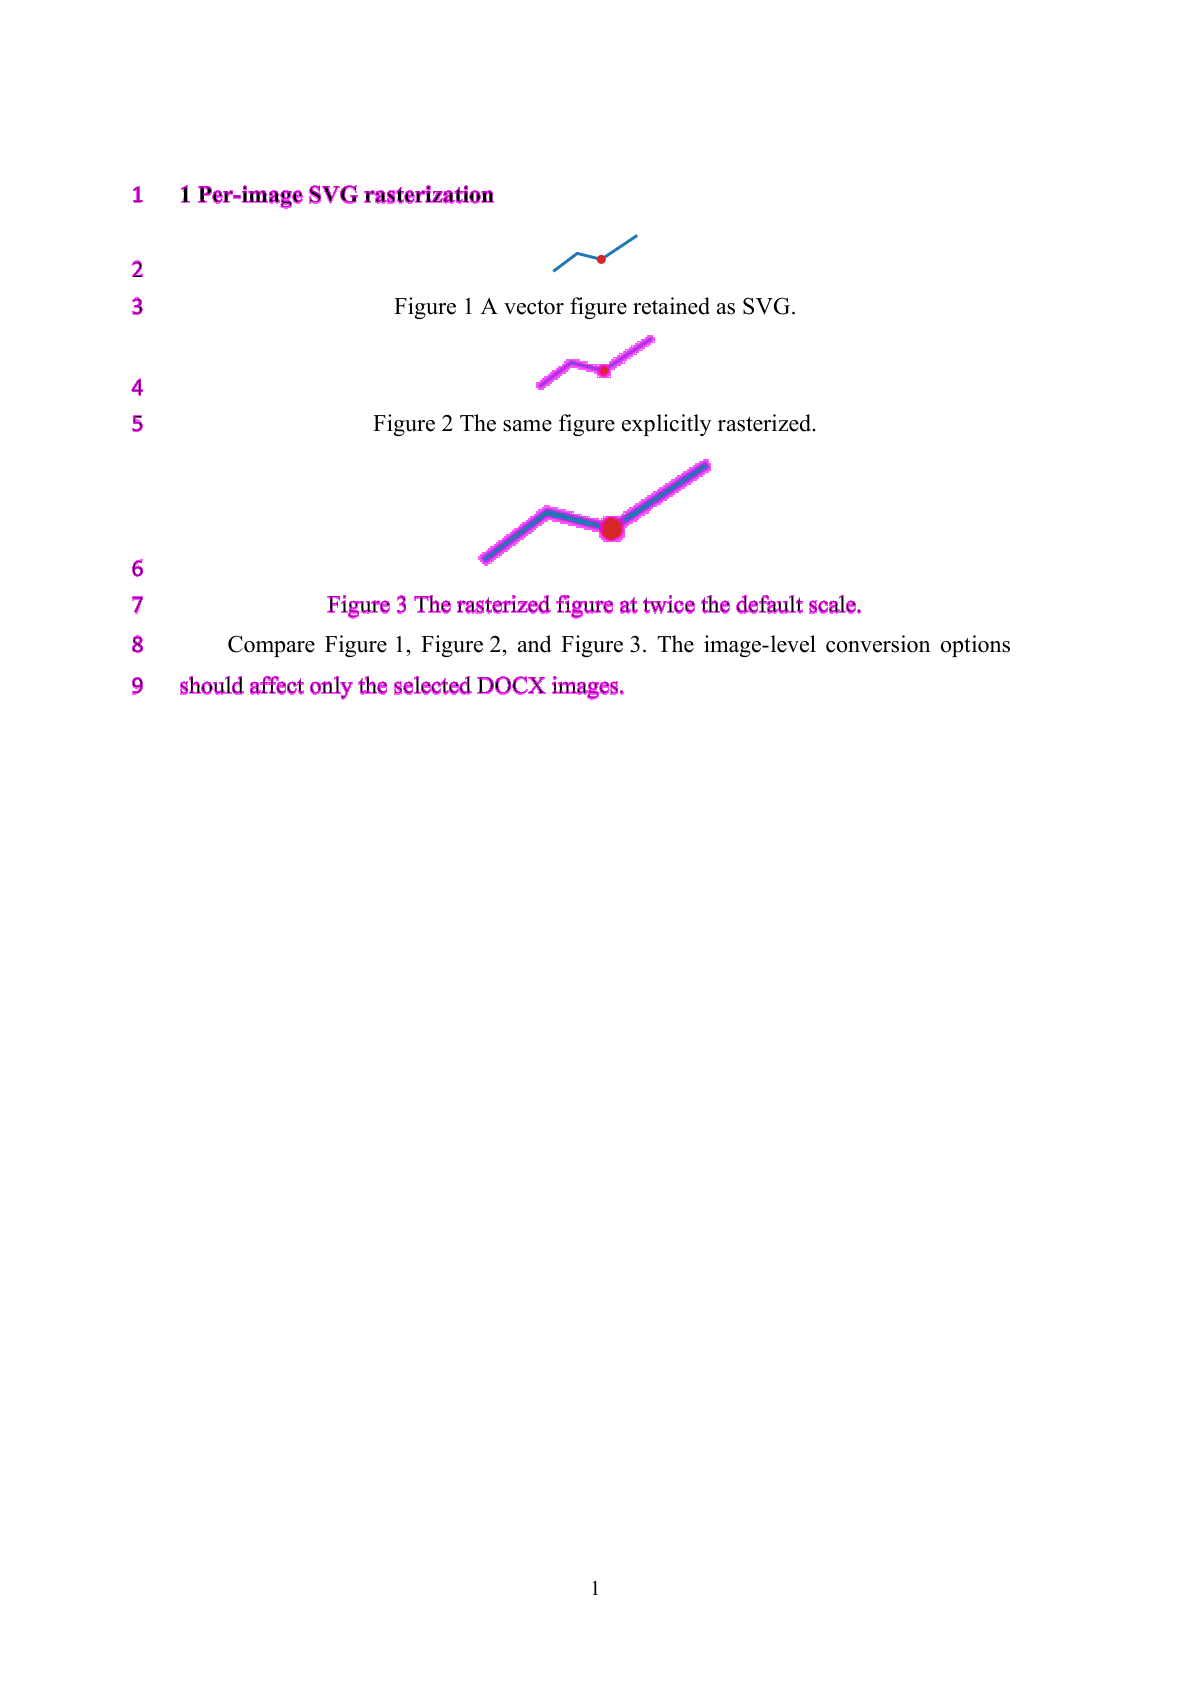 1 1 Per-image SVG rasterization
2
3 Figure 1 A vector figure retained as SVG.
4
5 Figure 2 The same figure explicitly rasterized.
6
7 Figure 3 The rasterized figure at twice the default scale.
8 Compare Figure 1, Figure 2, and Figure 3. The image-level conversion options
9 should affect only the selected DOCX images.
1